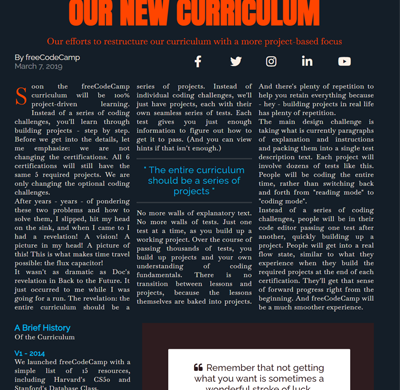 OUR NEW CURRICULUM
Our efforts to restructure our curriculum with a more project-based focus
By freeCodeCamp
March 7, 2019
Soon the freeCodeCamp
curriculum will be 100%
project-driven learning.
Instead of a series of coding
challenges, you'll learn through
building projects - step by step.
Before we get into the details, let
me emphasize: we are not
changing the certifications. All 6
certifications will still have the
same 5 required projects. We are
only changing the optional coding
challenges.
After years - years - of pondering
these two problems and how to
solve them, I slipped, hit my head
on the sink, and when I came to I
had a revelation! A vision! A
picture in my head! A picture of
this! This is what makes time travel
possible: the flux capacitor!
It wasn't as dramatic as Doc's
revelation in Back to the Future. It
just occurred to me while I was
going for a run. The revelation: the
entire curriculum should be a
series of projects. Instead of
individual coding challenges, we'll
just have projects, each with their
own seamless series of tests. Each
test gives you just enough
information to figure out how to
get it to pass. (And you can view
hints if that isn't enough.)
" The entire curriculum
should be a series of
projects "
No more walls of explanatory text.
No more walls of tests. Just one
test at a time, as you build up a
working project. Over the course of
passing thousands of tests, you
build up projects and your own
understanding of coding
fundamentals. There is no
transition between lessons and
projects, because the lessons
themselves are baked into projects.
And there's plenty of repetition to
help you retain everything because
- hey - building projects in real life
has plenty of repetition.
The main design challenge is
taking what is currently paragraphs
of explanation and instructions
and packing them into a single test
description text. Each project will
involve dozens of tests like this.
People will be coding the entire
time, rather than switching back
and forth from "reading mode" to
"coding mode".
Instead of a series of coding
challenges, people will be in their
code editor passing one test after
another, quickly building up a
project. People will get into a real
flow state, similar to what they
experience when they build the
required projects at the end of each
certification. They'll get that sense
of forward progress right from the
beginning. And freeCodeCamp will
be a much smoother experience.
A Brief History
Of the Curriculum
V1 - 2014
We launched freeCodeCamp with a
simple list of 15 resources,
including Harvard's CS50 and
Stanford's Database Class.
Remember that not getting
what you want is sometimes a
wonderful stroke of luck.